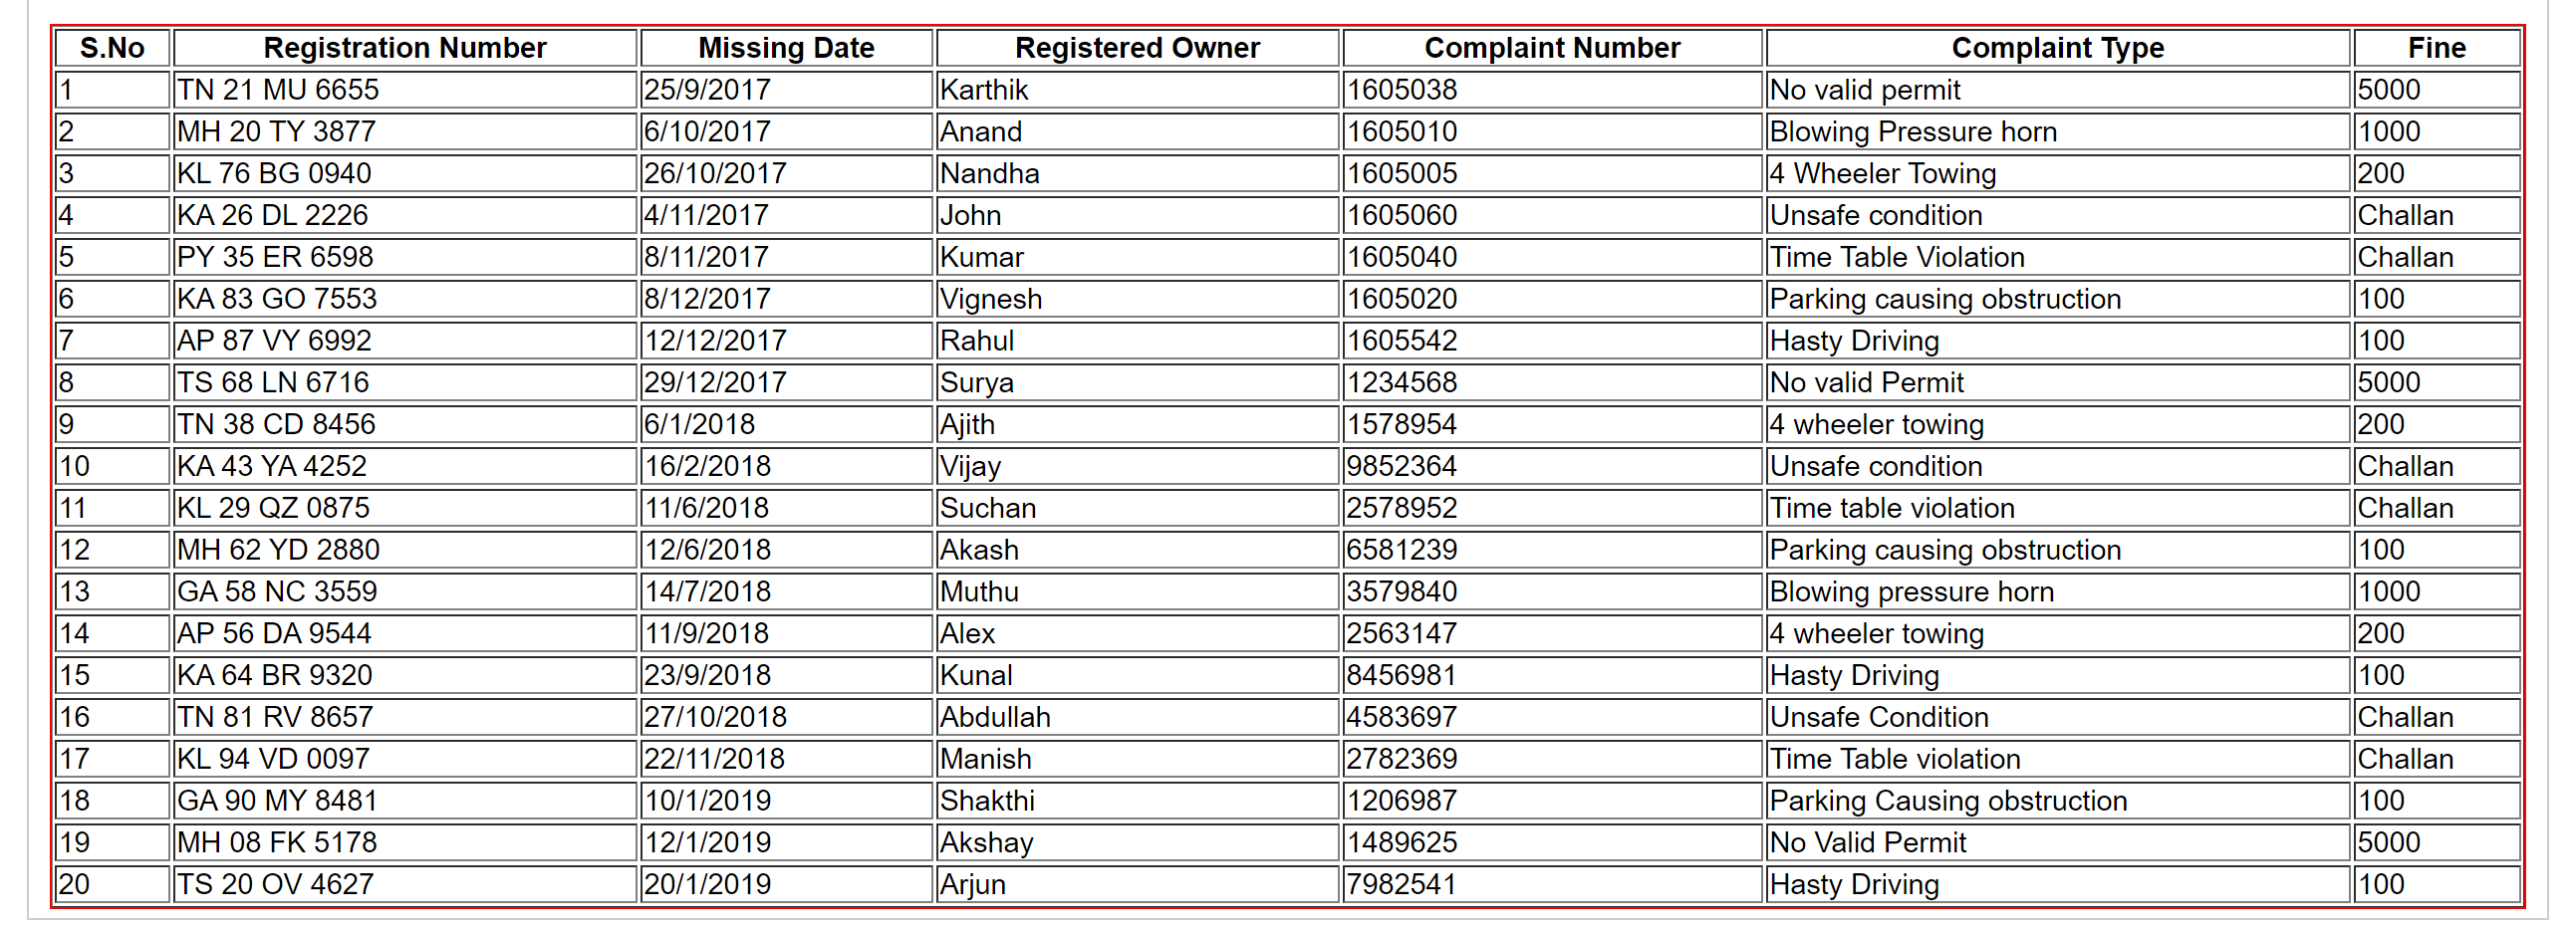 S.No Registration Number Missing Date Registered Owner Complaint Number Complaint Type Fine
1 TN 21 MU 6655 25/9/2017 Karthik 1605038 No valid permit 5000
2 MH 20 TY 3877 6/10/2017 Anand 1605010 Blowing Pressure horn 1000
3 KL 76 BG 0940 26/10/2017 Nandha 1605005 4 Wheeler Towing 200
4 KA 26 DL 2226 4/11/2017 John 1605060 Unsafe condition Challan
5 PY 35 ER 6598 8/11/2017 Kumar 1605040 Time Table Violation Challan
6 KA 83 GO 7553 8/12/2017 Vignesh 1605020 Parking causing obstruction 100
7 AP 87 VY 6992 12/12/2017 Rahul 1605542 Hasty Driving 100
8 TS 68 LN 6716 29/12/2017 Surya 1234568 No valid Permit 5000
9 TN 38 CD 8456 6/1/2018 Ajith 1578954 4 wheeler towing 200
10 KA 43 YA 4252 16/2/2018 Vijay 9852364 Unsafe condition Challan
11 KL 29 QZ 0875 11/6/2018 Suchan 2578952 Time table violation Challan
12 MH 62 YD 2880 12/6/2018 Akash 6581239 Parking causing obstruction 100
13 GA 58 NC 3559 14/7/2018 Muthu 3579840 Blowing pressure horn 1000
14 AP 56 DA 9544 11/9/2018 Alex 2563147 4 wheeler towing 200
15 KA 64 BR 9320 23/9/2018 Kunal 8456981 Hasty Driving 100
16 TN 81 RV 8657 27/10/2018 Abdullah 4583697 Unsafe Condition Challan
17 KL 94 VD 0097 22/11/2018 Manish 2782369 Time Table violation Challan
18 GA 90 MY 8481 10/1/2019 Shakthi 1206987 Parking Causing obstruction 100
19 MH 08 FK 5178 12/1/2019 Akshay 1489625 No Valid Permit 5000
20 TS 20 OV 4627 20/1/2019 Arjun 7982541 Hasty Driving 100